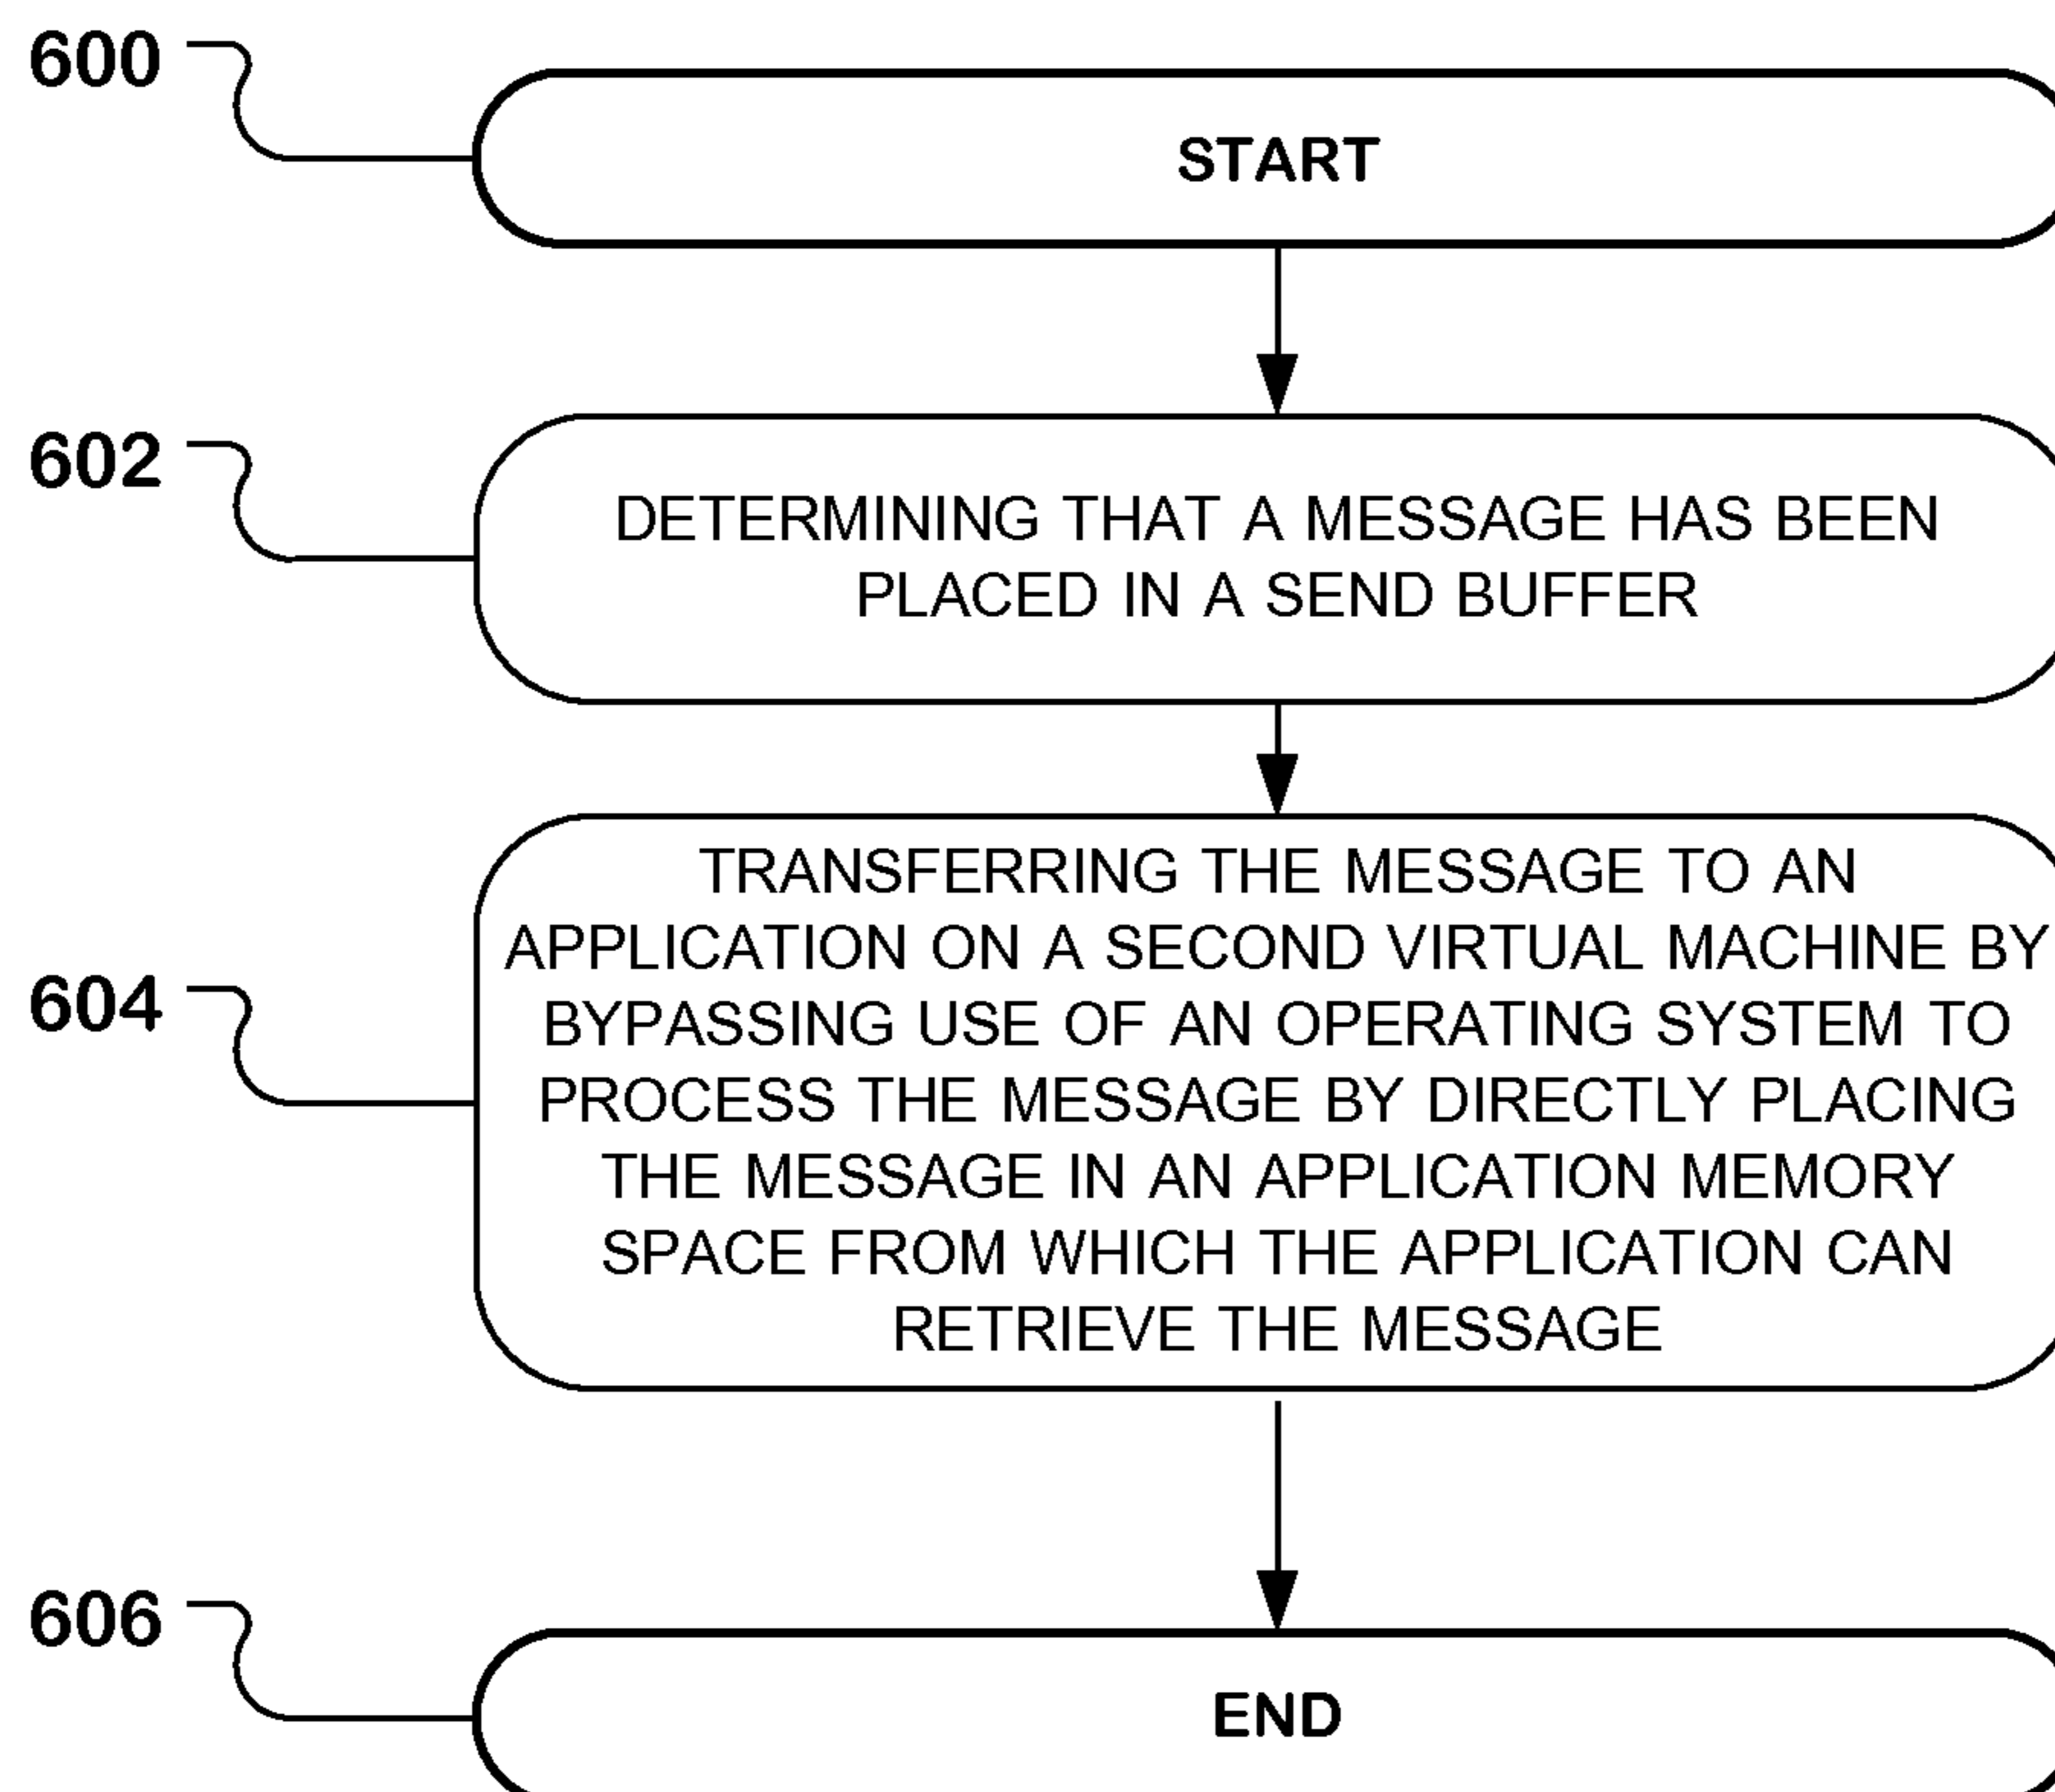 600
START
602
DETERMINING THAT A MESSAGE HAS BEEN
PLACED IN A SEND BUFFER
TRANSFERRING THE MESSAGE TO AN
APPLICATION ON A SECOND VIRTUAL MACHINE BY
604
BYPASSING USE OF AN OPERATING SYSTEM TO
PROCESS THE MESSAGE BY DIRECTLY PLACING
THE MESSAGE IN AN APPLICATION MEMORY
SPACE FROM WHICH THE APPLICATION CAN
RETRIEVE THE MESSAGE
606
END